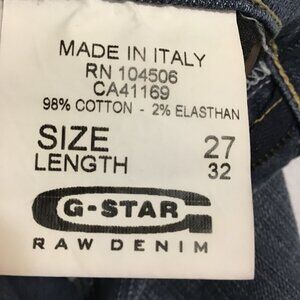 MADE IN ITALY
RN 104506
CA41169
98% COTTON - 2% ELASTHAN
SIZE 27
LENGTH 32
G-STAR
RAW DENIM